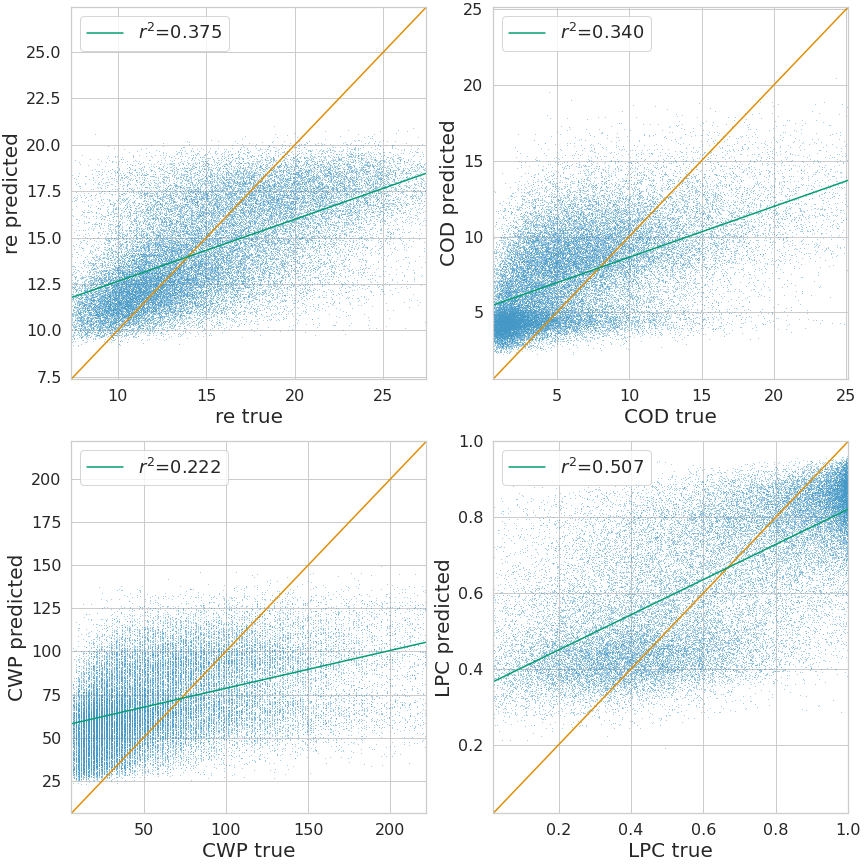 r²=0.375
25.0
22.5
20.0
17.5
15.0
12.5
10.0
7.5
re predicted
10 15 20 25
re true
r²=0.340
25
20
15
10
5
COD predicted
5 10 15 20 25
COD true
r²=0.222
200
175
150
125
100
75
50
25
CWP predicted
50 100 150 200
CWP true
r²=0.507
1.0
0.8
0.6
0.4
0.2
LPC predicted
0.2 0.4 0.6 0.8 1.0
LPC true